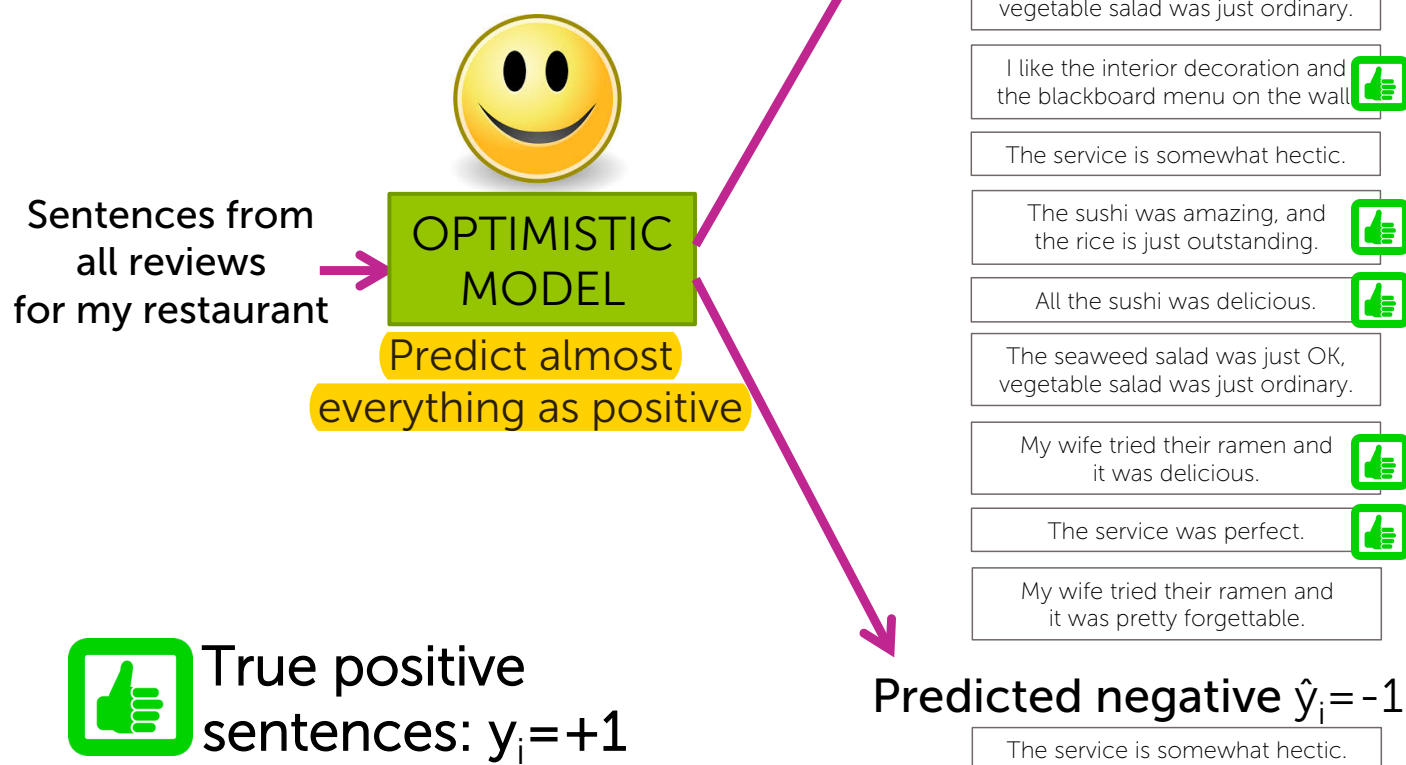 vegetable salad was just ordinary.
I like the interior decoration and
the blackboard menu on the wall
The service is somewhat hectic.
The sushi was amazing, and
the rice is just outstanding.
All the sushi was delicious.
The seaweed salad was just OK,
vegetable salad was just ordinary.
My wife tried their ramen and
it was delicious.
The service was perfect.
My wife tried their ramen and
it was pretty forgettable.
Sentences from
all reviews
for my restaurant
OPTIMISTIC
MODEL
Predict almost
everything as positive
True positive
sentences: yᵢ=+1
Predicted negative ŷᵢ=-1
The service is somewhat hectic.